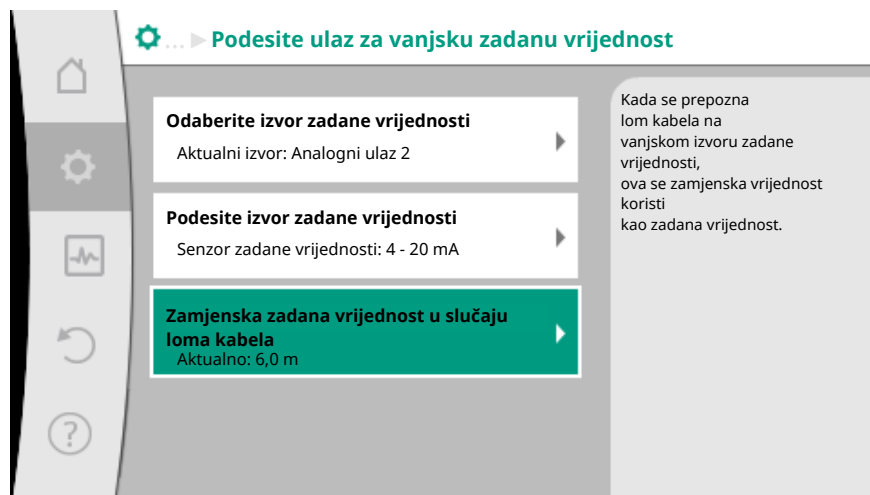 ... ▶ Podesite ulaz za vanjsku zadanu vrijednost
Odaberite izvor zadane vrijednosti
Aktualni izvor: Analogni ulaz 2
Podesite izvor zadane vrijednosti
Senzor zadane vrijednosti: 4 - 20 mA
Zamjenska zadana vrijednost u slučaju
loma kabela
Aktualno: 6,0 m
Kada se prepozna
lom kabela na
vanjskom izvoru zadane
vrijednosti,
ova se zamjenska vrijednost
koristi
kao zadana vrijednost.
?